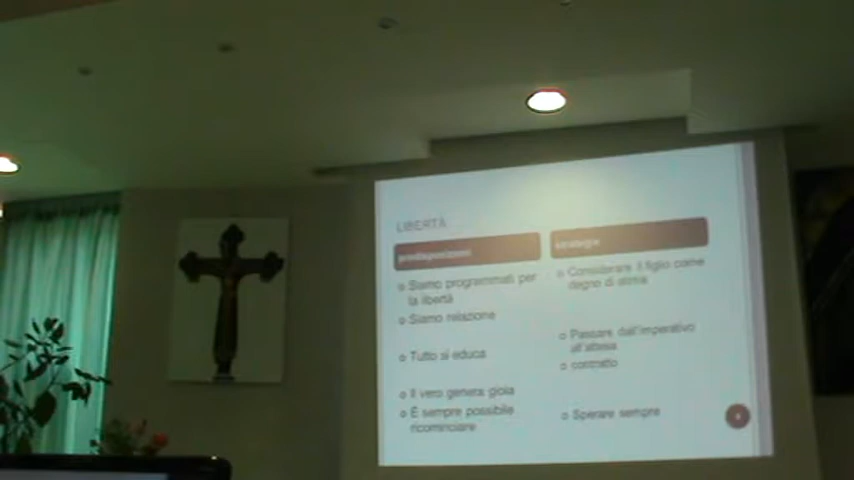 LIBERTÀ
predisposizioni
strategie
o Siamo programmati per
la libertà
o Siamo relazione
o Tutto si educa
o Il vero genera gioia
o È sempre possibile
ricominciare
o Considerare il figlio come
degno di stima
o Passare dall'imperativo
all'attesa
o contratto
o Sperare sempre